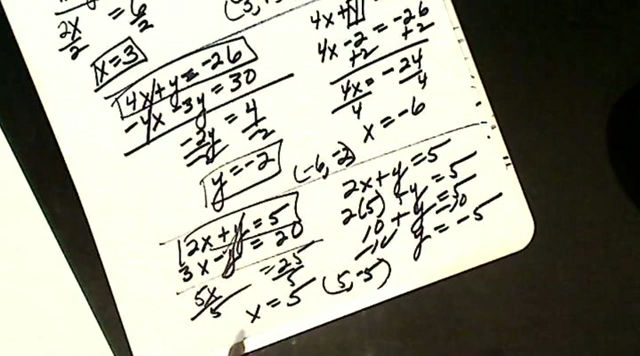 2x/2 = 6/2
x = 3
4x + y = -26
-4x - 3y = 30
-2y/-2 = 4/-2
y = -2
(-6, -2)
4x - 2 = -26
+2 +2
4x/4 = -24/4
x = -6
2x + y = 5
3x - y = 20
5x/5 = 25/5
x = 5
(5, -5)
2x + y = 5
2(5) + y = 5
10 + y = 5
-10 -10
y = -5